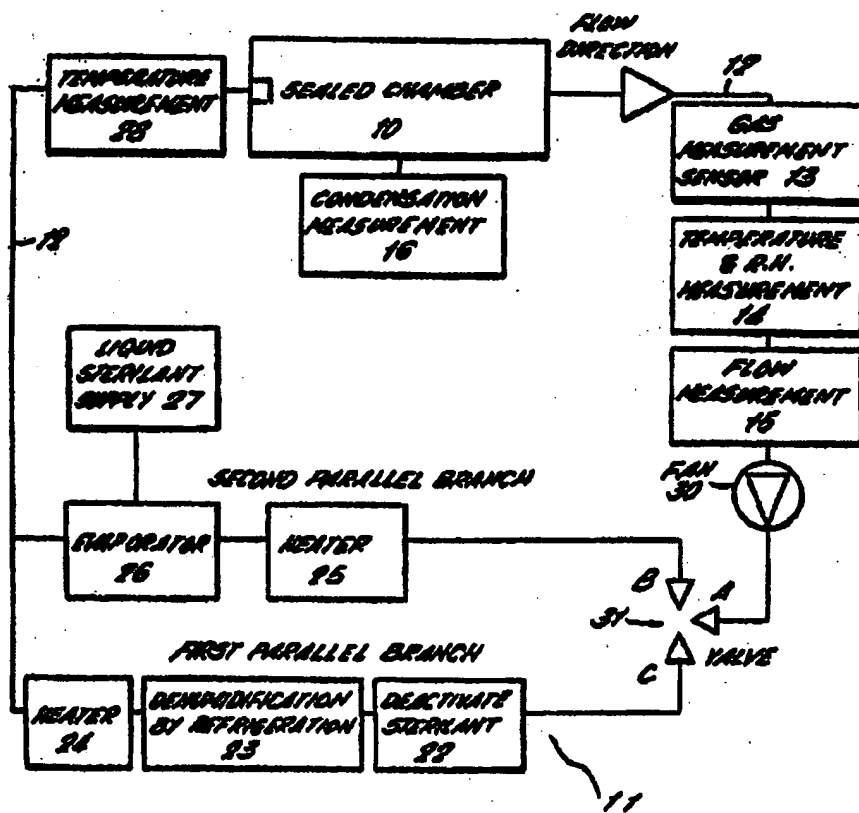 FLOW
DIRECTION
TEMPERATURE
MEASUREMENT
28
SEALED CHAMBER
10
12
GAS
MEASUREMENT
SENSOR 13
CONDENSATION
MEASUREMENT
16
12
TEMPERATURE
& R.H.
MEASUREMENT
14
LIQUID
STERILANT
SUPPLY 27
FLOW
MEASUREMENT
15
SECOND PARALLEL BRANCH
FAN
30
EVAPORATOR
26
HEATER
25
B
A
31
VALVE
C
FIRST PARALLEL BRANCH
HEATER
24
DEHUMIDIFICATION
BY REFRIGERATION
23
DEACTIVATE
STERILANT
22
11